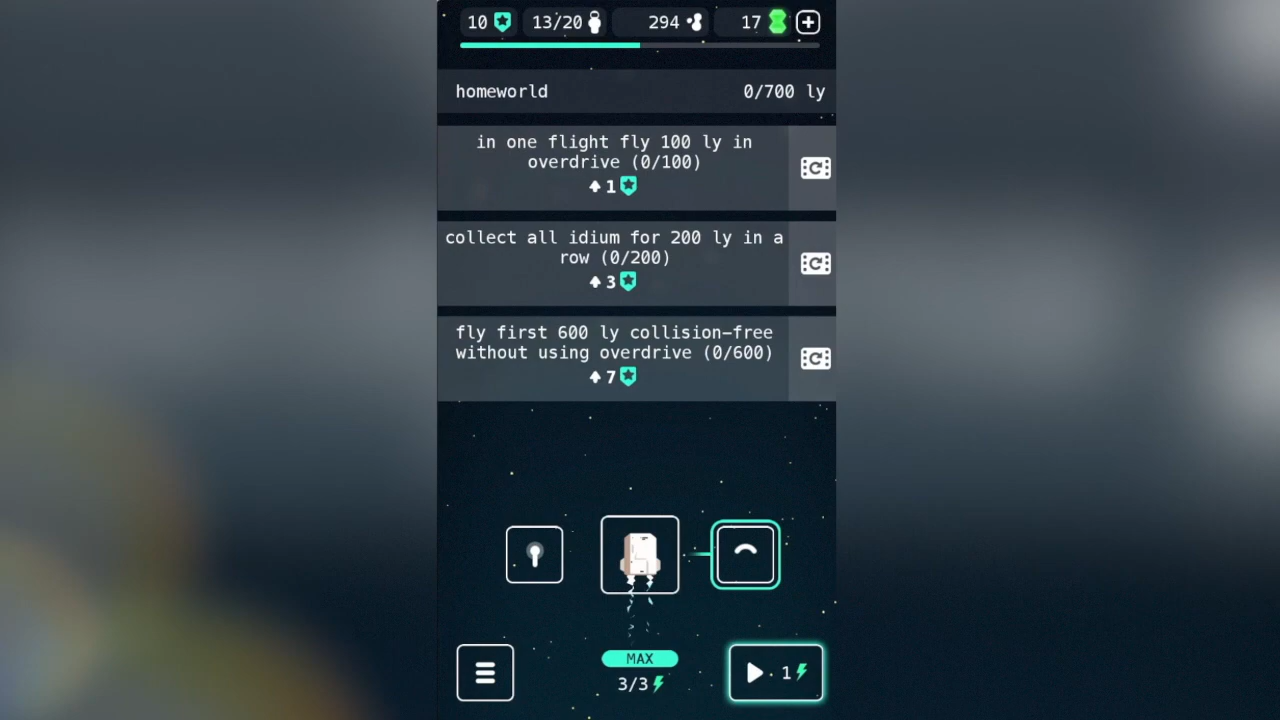 10 13/20 294 17
homeworld 0/700 ly
in one flight fly 100 ly in
overdrive (0/100)
1
collect all idium for 200 ly in a
row (0/200)
3
fly first 600 ly collision-free
without using overdrive (0/600)
7
MAX
3/3
1